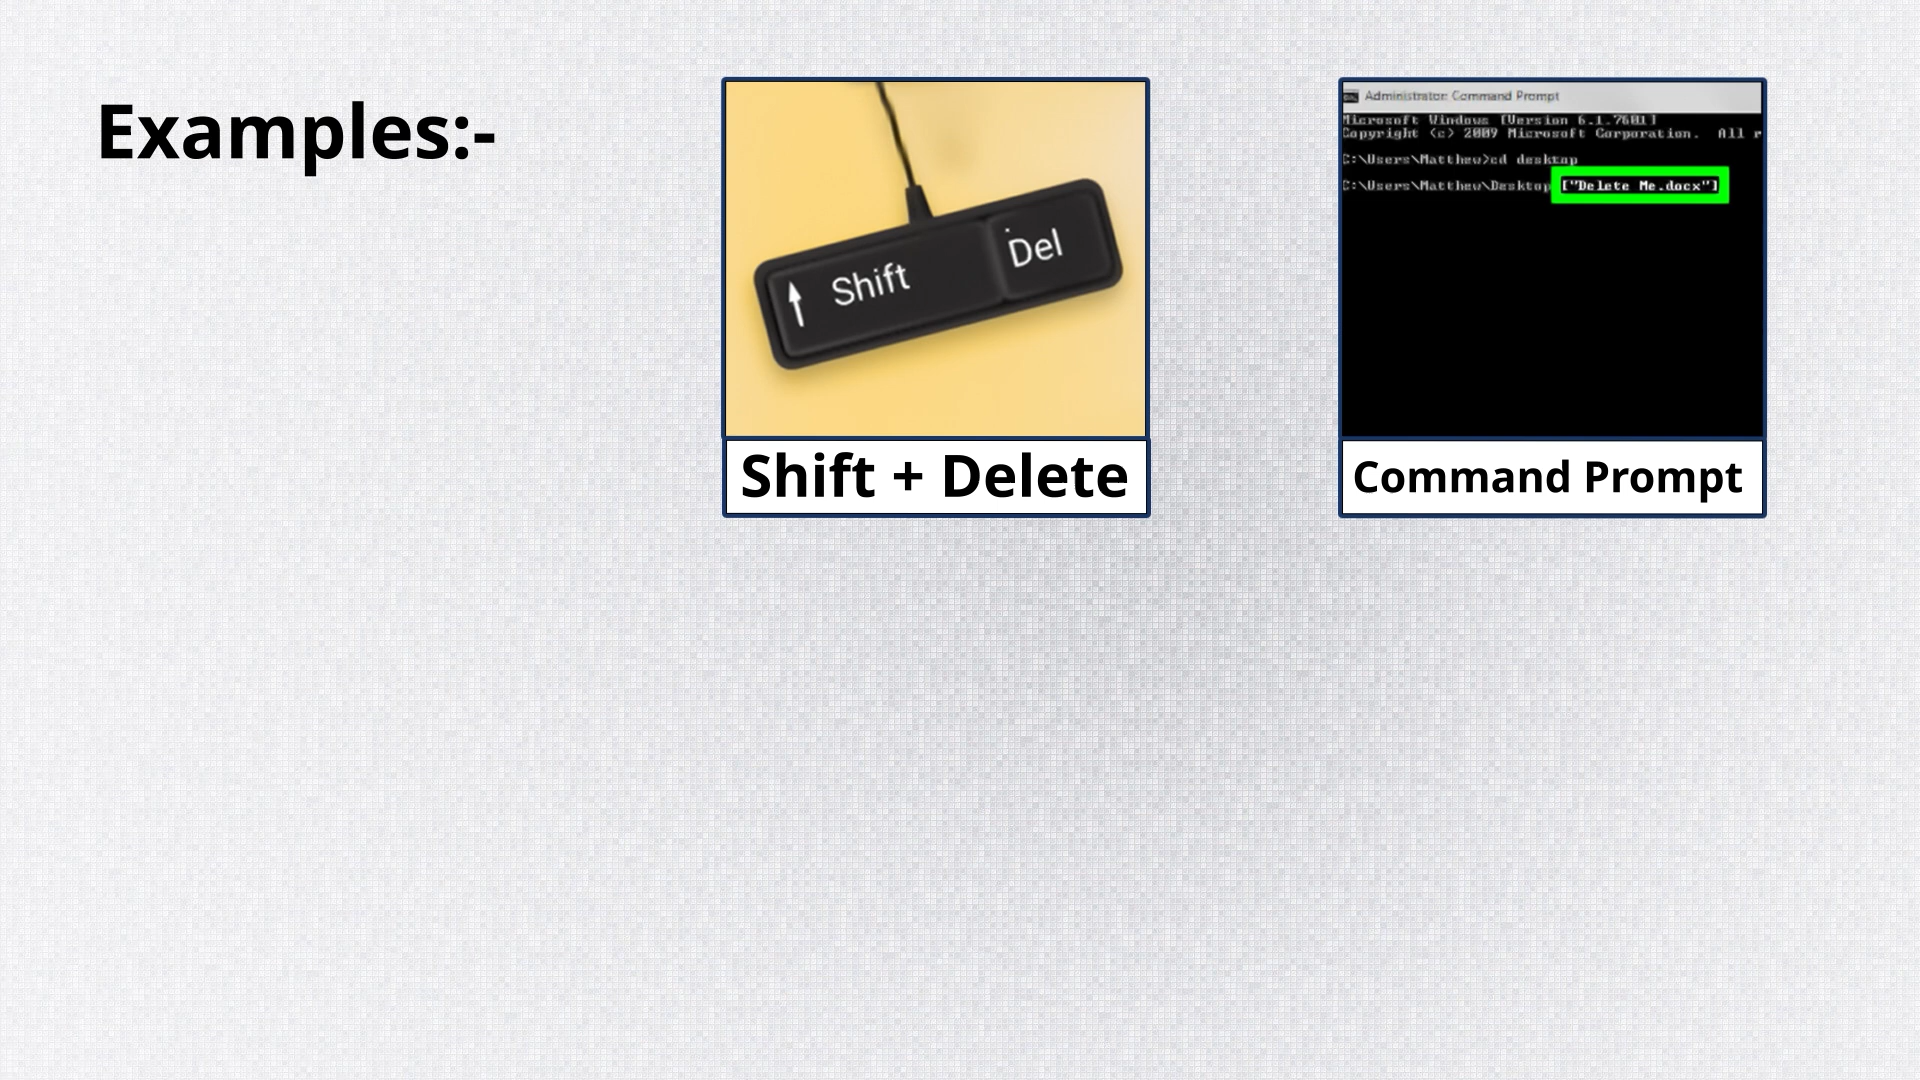 Examples:-
Shift
Del
Shift + Delete
Administrator: Command Prompt
Microsoft Windows [Version 6.1.7601]
Copyright (c) 2009 Microsoft Corporation. All r
C:\Users\Matthew>cd desktop
C:\Users\Matthew\Desktop ["Delete Me.docx"]
Command Prompt